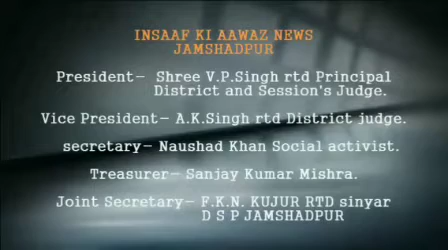 INSAAF KI AAWAZ NEWS
JAMSHADPUR
President- Shree V.P.Singh rtd Principal
District and Session's Judge.
Vice President- A.K.Singh rtd District judge.
secretary- Naushad Khan Social activist.
Treasurer- Sanjay Kumar Mishra.
Joint Secretary- F.K.N. KUJUR RTD sinyar
D S P JAMSHADPUR